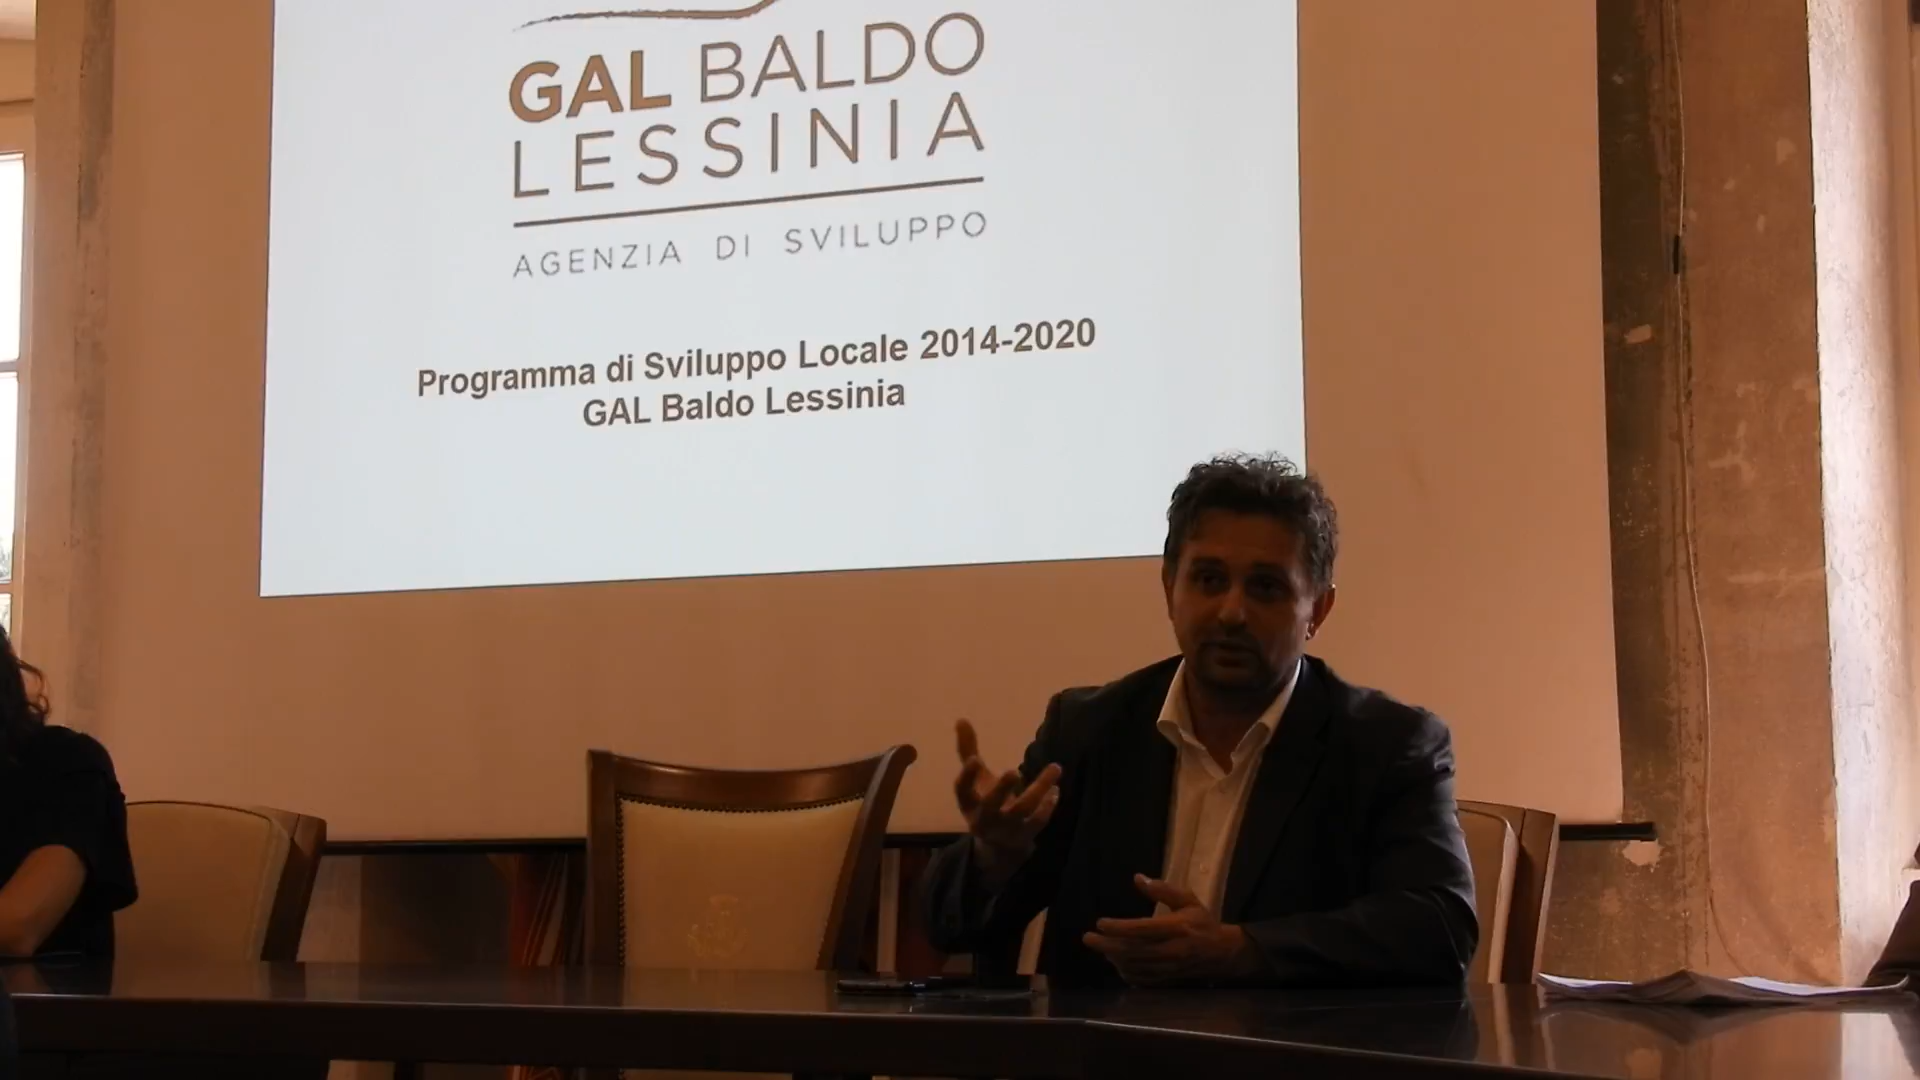 GAL BALDO
LESSINIA
AGENZIA DI SVILUPPO
Programma di Sviluppo Locale 2014-2020
GAL Baldo Lessinia